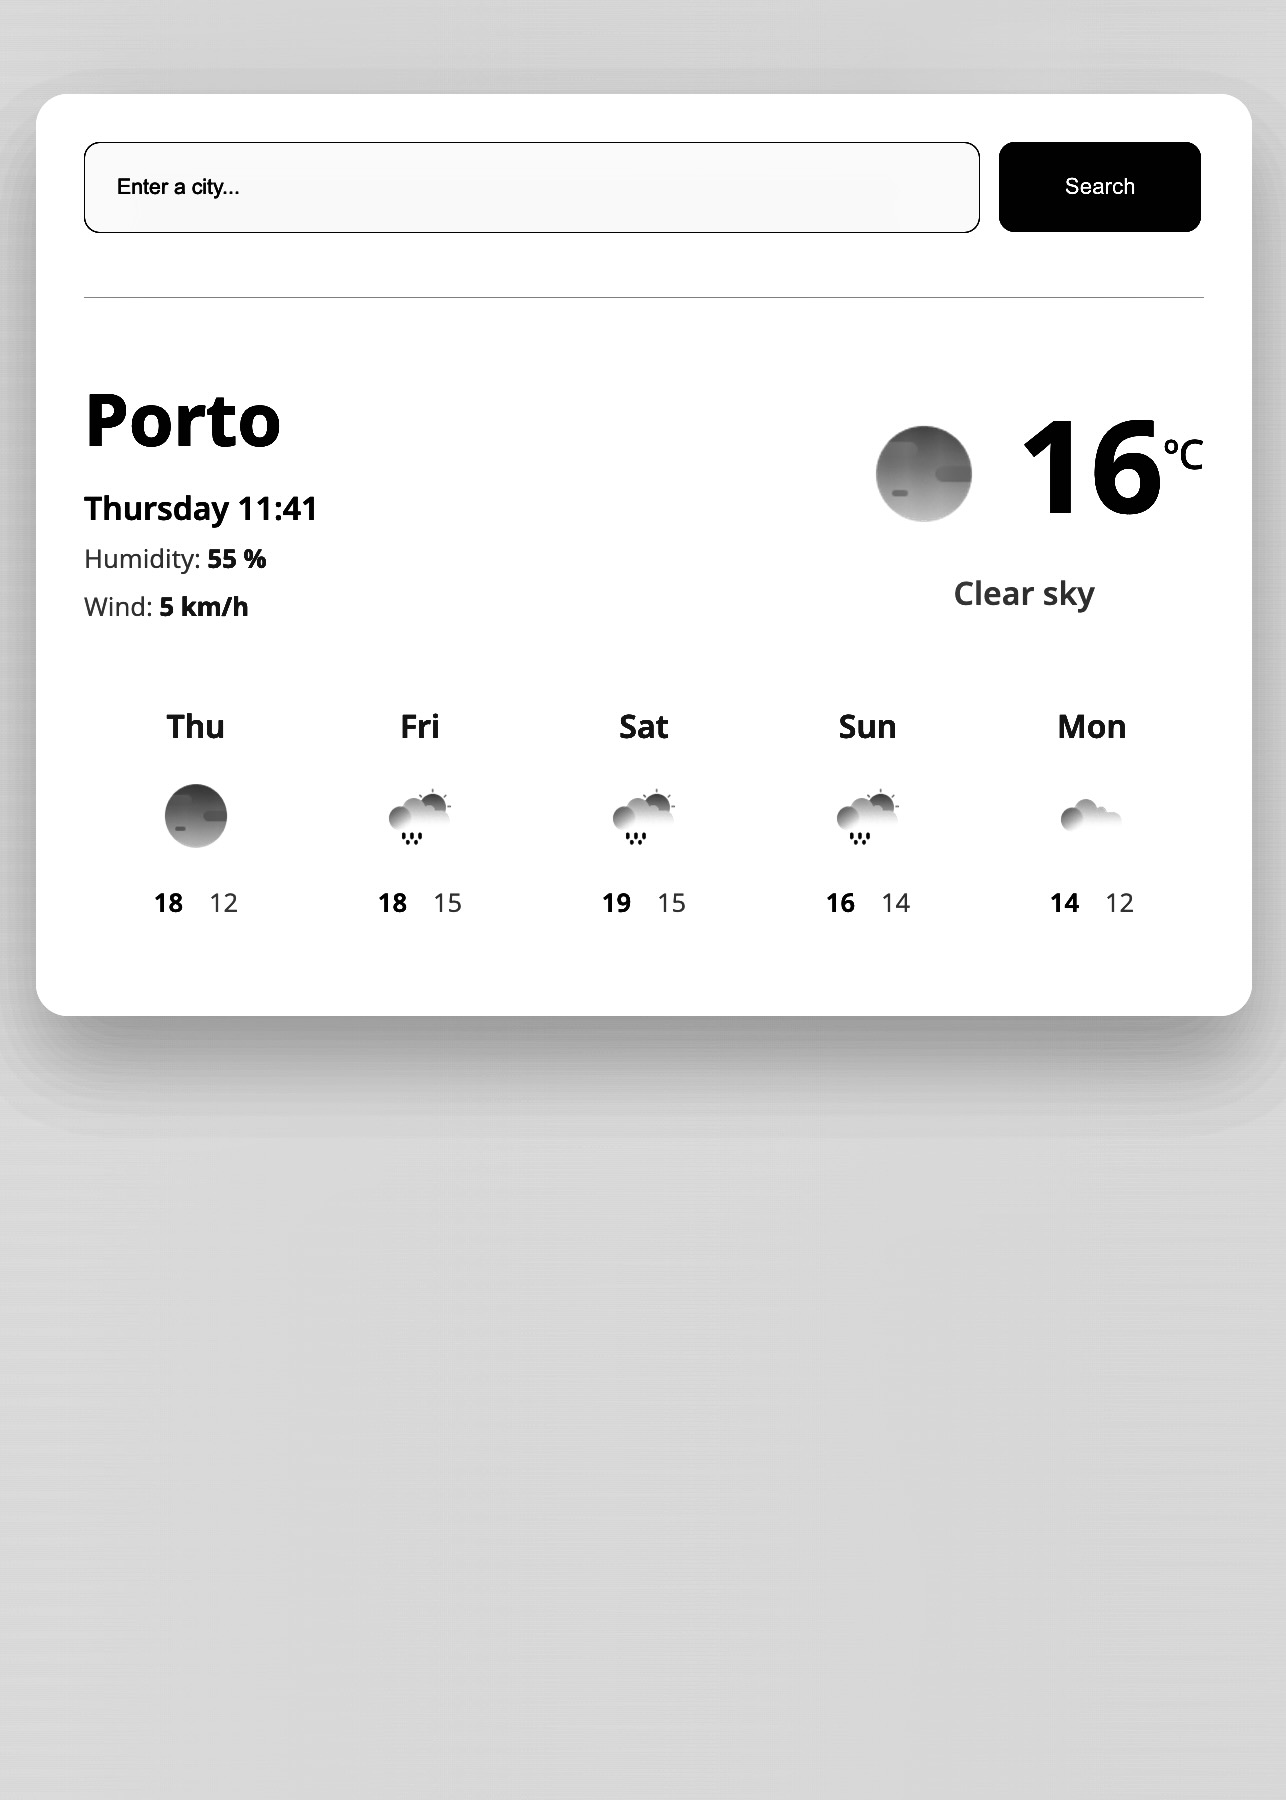 Enter a city...
Search
Porto
Thursday 11:41
Humidity: 55 %
Wind: 5 km/h
16ºC
Clear sky
Thu Fri Sat Sun Mon
18 12 18 15 19 15 16 14 14 12